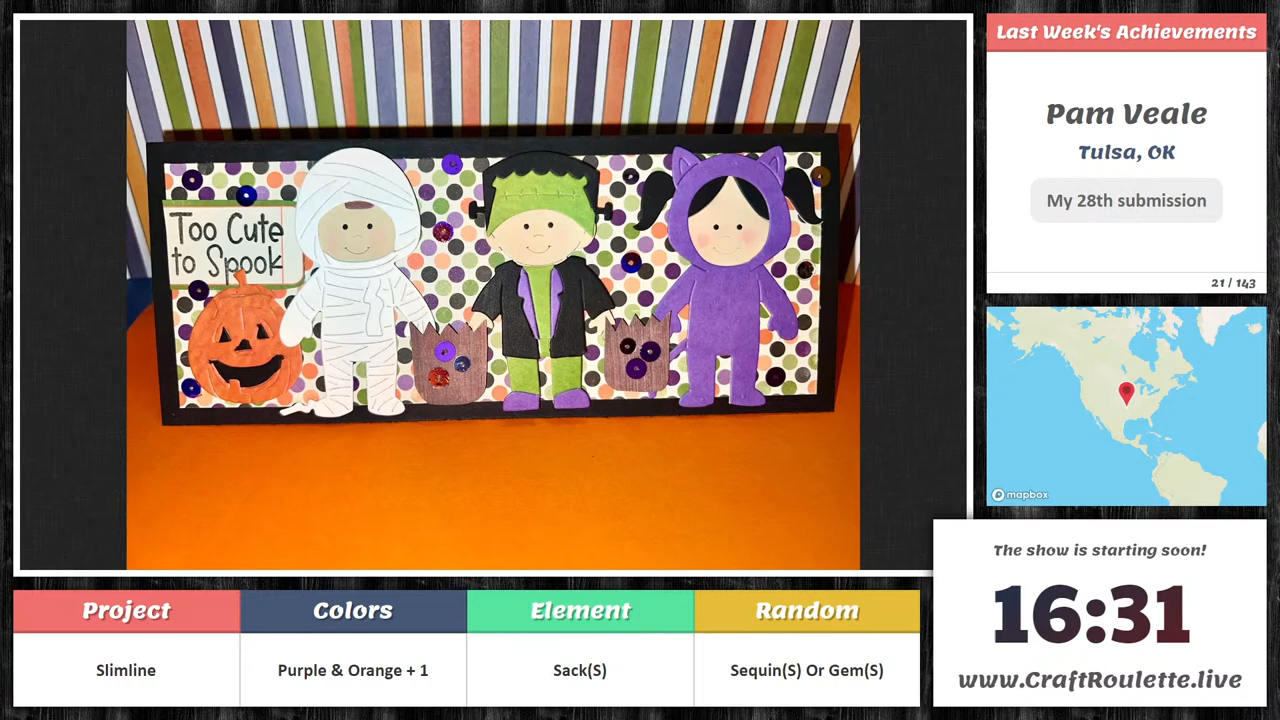 Last Week's Achievements
Pam Veale
Tulsa, OK
My 28th submission
21 / 143
Too Cute
to Spook
mapbox
The show is starting soon!
16:31
www.CraftRoulette.live
Project
Colors
Element
Random
Slimline
Purple & Orange + 1
Sack(S)
Sequin(S) Or Gem(S)